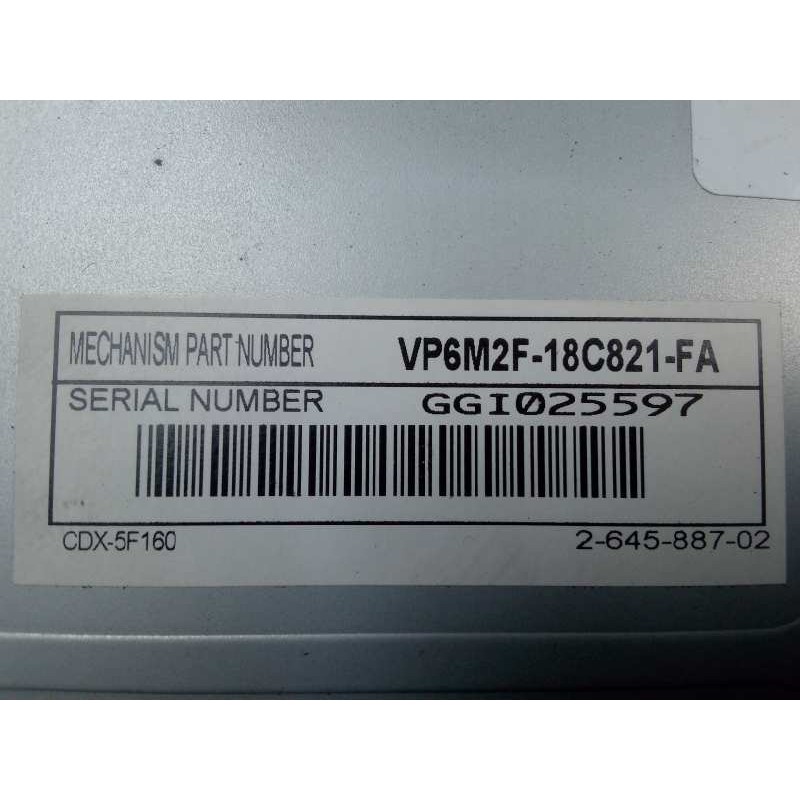 MECHANISM PART NUMBER VP6M2F-18C821-FA
SERIAL NUMBER GGI025597
CDX-5F160 2-645-887-02